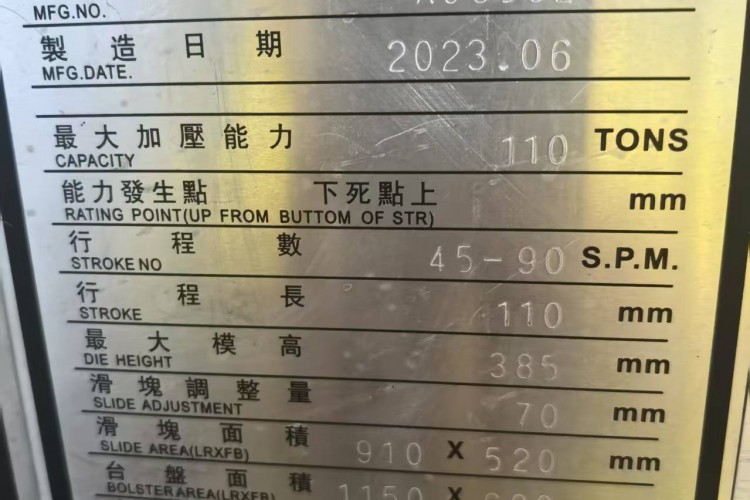 MFG.NO.
製造日期 2023.06
MFG.DATE.
最大加壓能力 110 TONS
CAPACITY
能力發生點 下死點上 mm
RATING POINT(UP FROM BUTTOM OF STR)
行程數 45-90 S.P.M.
STROKE NO
行程長 110 mm
STROKE
最大模高 385 mm
DIE HEIGHT
滑塊調整量 70 mm
SLIDE ADJUSTMENT
滑塊面積 910 X 520 mm
SLIDE AREA(LRXFB)
台盤面積 1150 X
BOLSTER AREA(LRXFB)